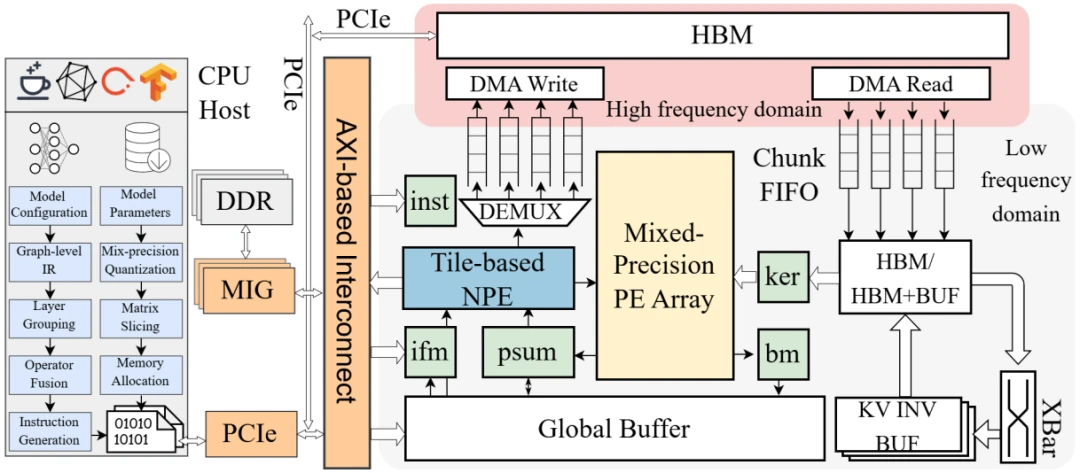 CPU
Host
Model
Configuration
Graph-level
IR
Layer
Grouping
Operator
Fusion
Instruction
Generation
Model
Parameters
Mix-precision
Quantization
Matrix
Slicing
Memory
Allocation
01010
10101
DDR
MIG
PCIe
PCIe
PCIe
AXI-based Interconnect
HBM
DMA Write
DMA Read
High frequency domain
Low
frequency
domain
Chunk
FIFO
inst
DEMUX
Tile-based
NPE
Mixed-
Precision
PE Array
ker
HBM/
HBM+BUF
ifm
psum
bm
Global Buffer
KV INV
BUF
XBar